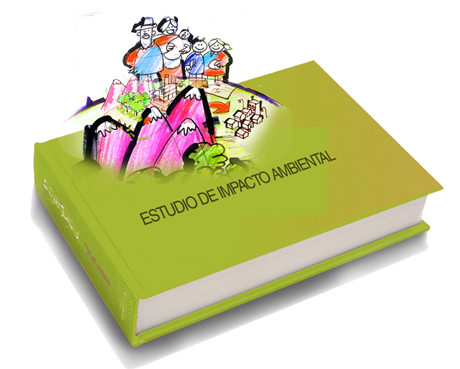 ESTUDIO DE IMPACTO AMBIENTAL